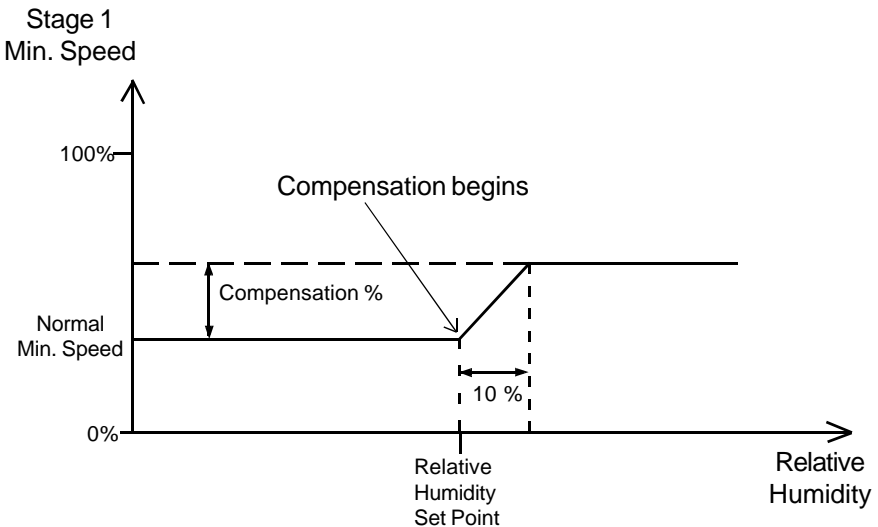 Stage 1
Min. Speed
100%
Compensation begins
Compensation %
Normal
Min. Speed
10 %
0%
Relative
Humidity
Set Point
Relative
Humidity